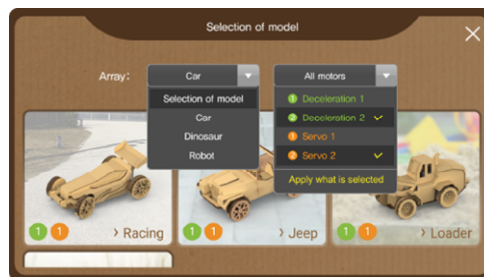 Selection of model
Array: Car All motors
Selection of model
Car
Dinosaur
Robot
1 Deceleration 1
2 Deceleration 2
1 Servo 1
2 Servo 2
Apply what is selected
1 1 > Racing
1 1 > Jeep
1 1 > Loader